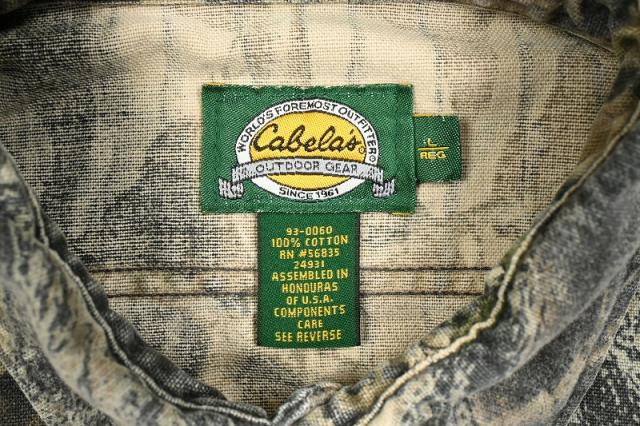 WORLD'S FOREMOST OUTFITTER®
Cabela's®
OUTDOOR GEAR
SINCE 1961
L
REG
93-0060
100% COTTON
RN #56835
24931
ASSEMBLED IN
HONDURAS
OF U.S.A.
COMPONENTS
CARE
SEE REVERSE